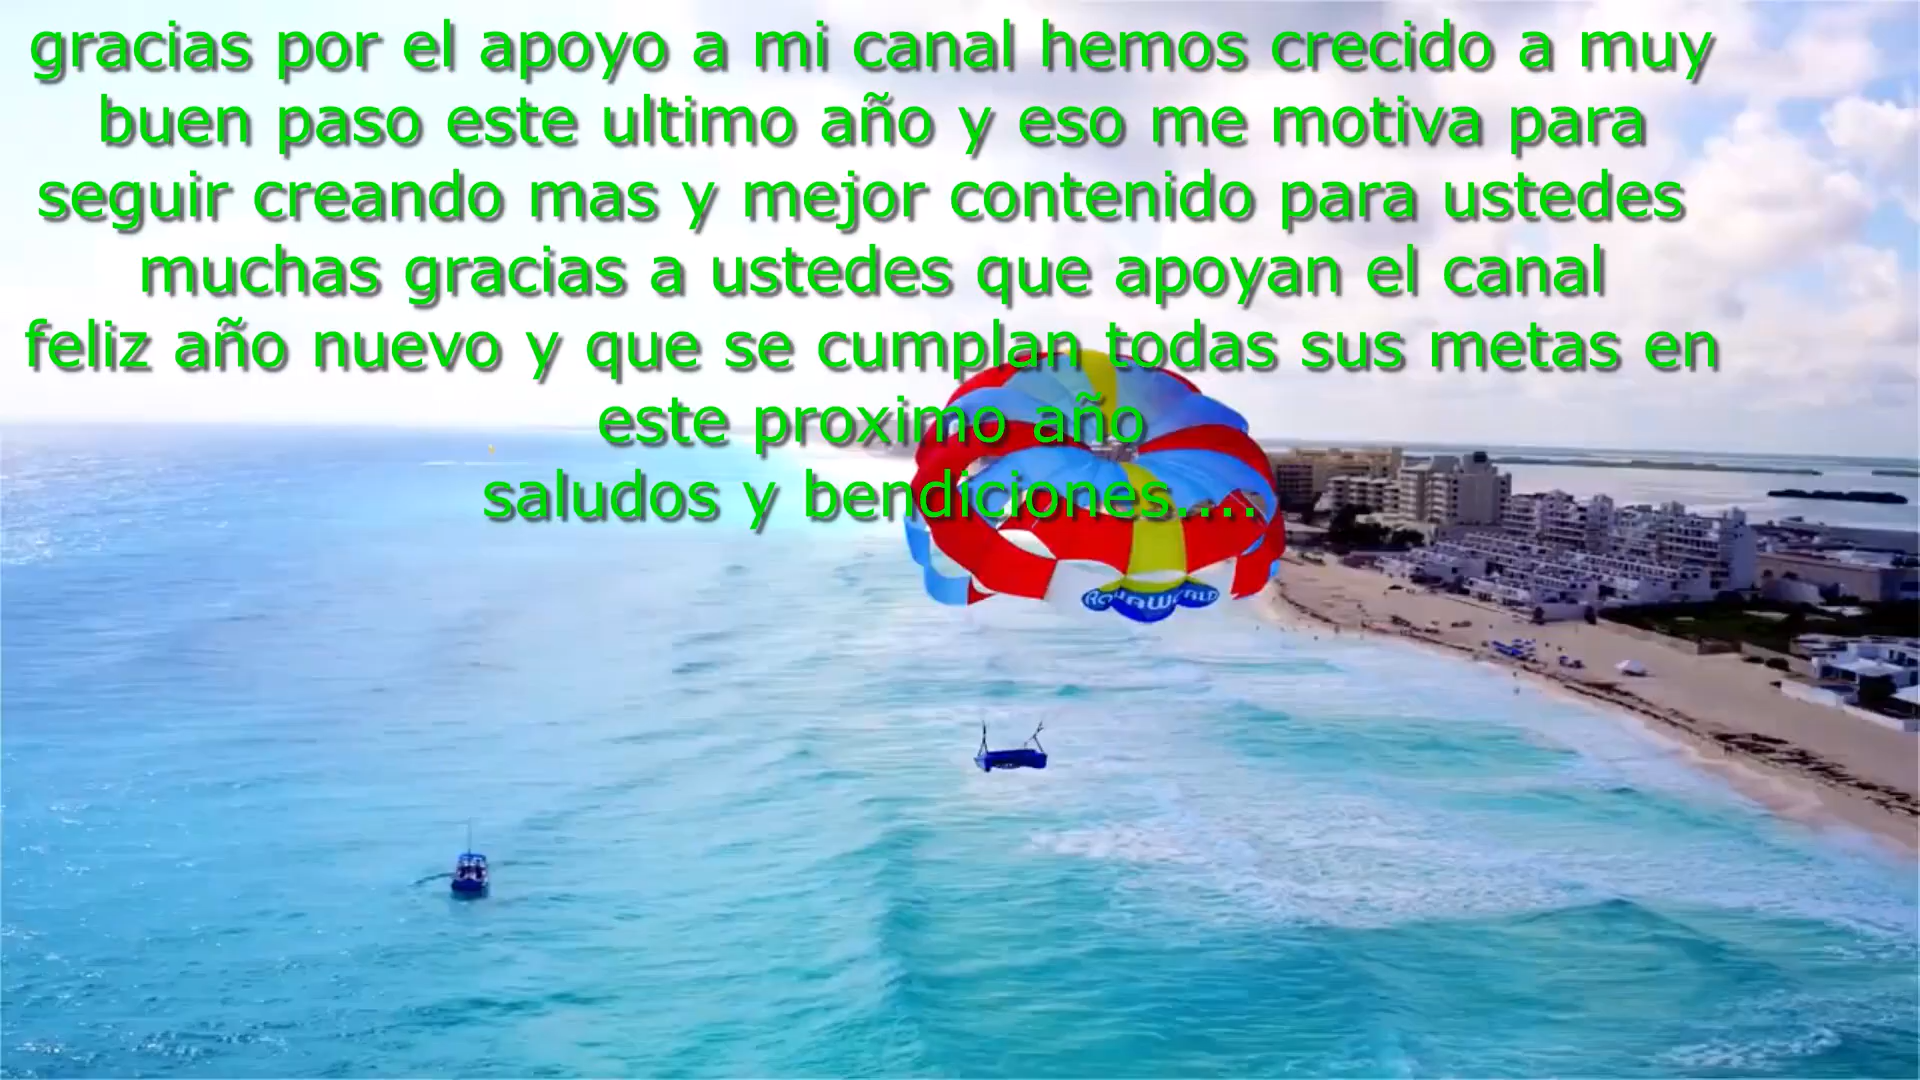 gracias por el apoyo a mi canal hemos crecido a muy
buen paso este ultimo año y eso me motiva para
seguir creando mas y mejor contenido para ustedes
muchas gracias a ustedes que apoyan el canal
feliz año nuevo y que se cumplan todas sus metas en
este proximo año
saludos y bendiciones....
AQUAWORLD